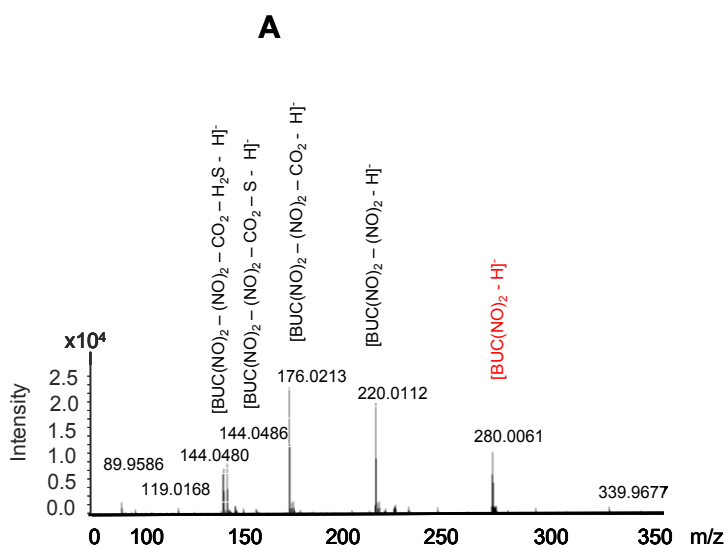 A
[BUC(NO)2 – (NO)2 – CO2 – H2S - H]-
[BUC(NO)2 – (NO)2 – CO2 – S - H]-
[BUC(NO)2 – (NO)2 – CO2 - H]-
[BUC(NO)2 – (NO)2 - H]-
[BUC(NO)2 - H]-
x10⁴
Intensity
2.5
2.0
1.5
1.0
0.5
0.0
89.9586
119.0168
144.0480
144.0486
176.0213
220.0112
280.0061
339.9677
0 100 150 200 250 300 350 m/z